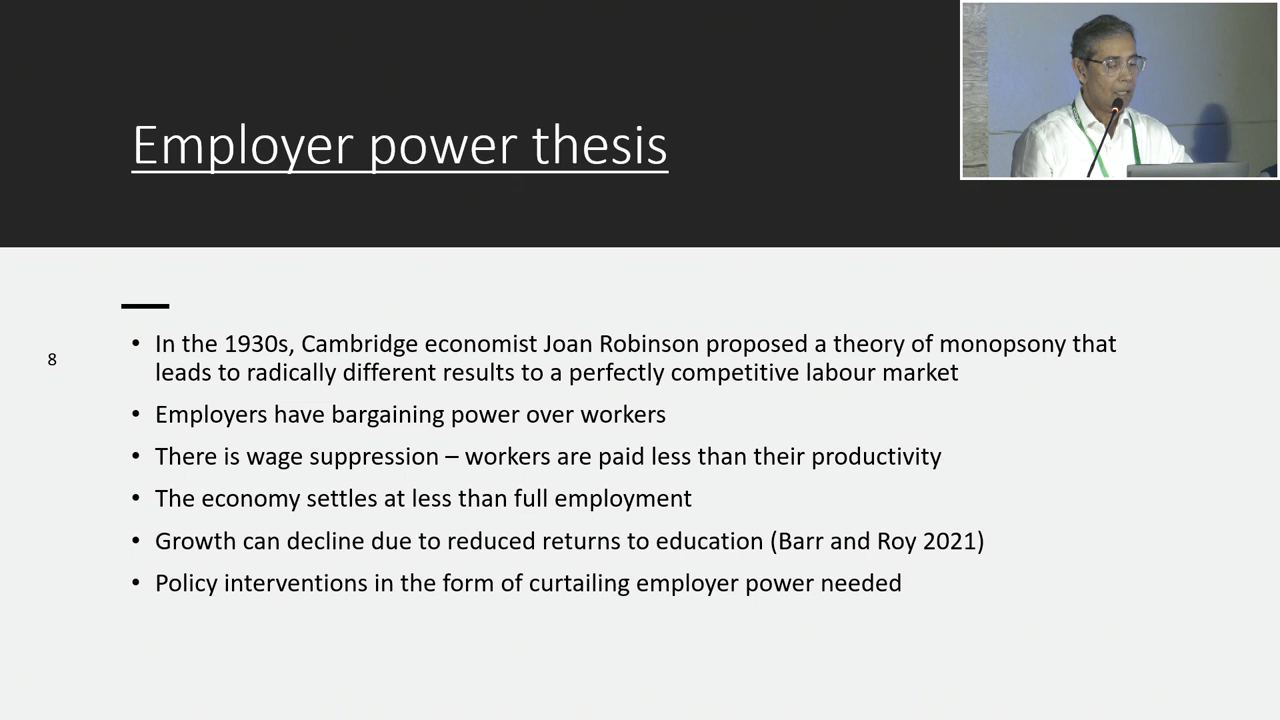 Employer power thesis
8
• In the 1930s, Cambridge economist Joan Robinson proposed a theory of monopsony that
leads to radically different results to a perfectly competitive labour market
• Employers have bargaining power over workers
• There is wage suppression – workers are paid less than their productivity
• The economy settles at less than full employment
• Growth can decline due to reduced returns to education (Barr and Roy 2021)
• Policy interventions in the form of curtailing employer power needed